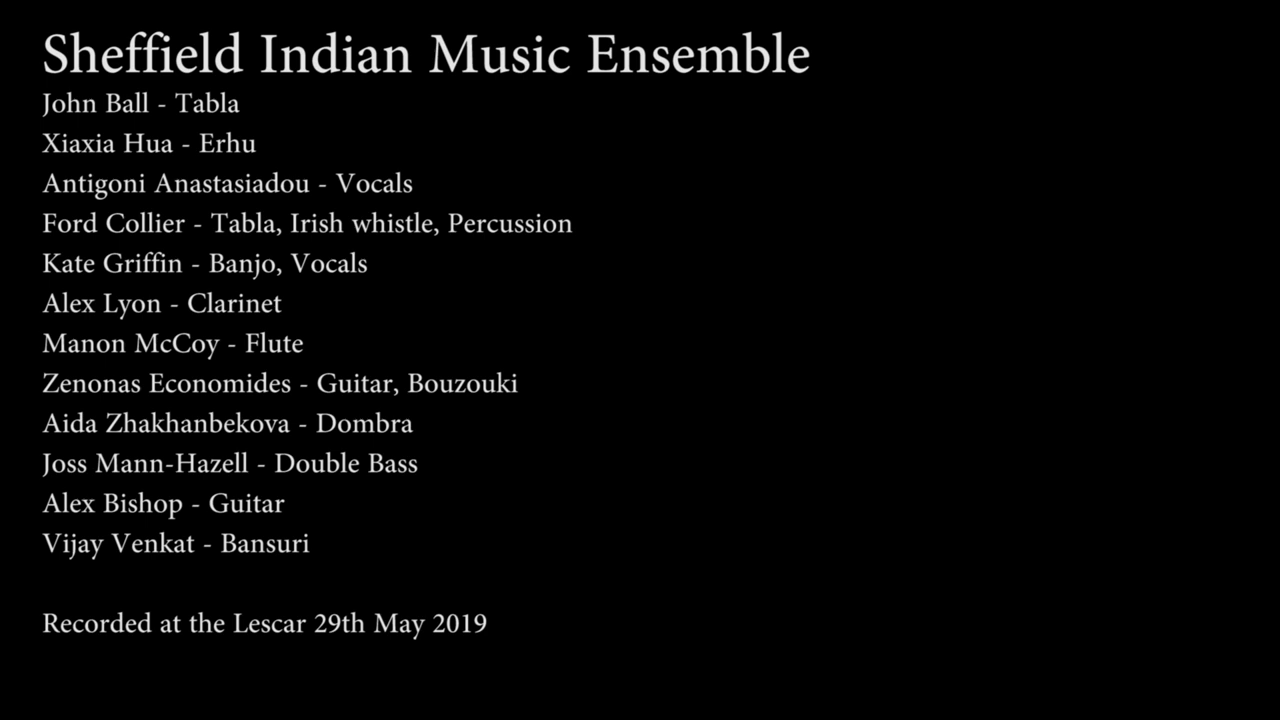 Sheffield Indian Music Ensemble
John Ball - Tabla
Xiaxia Hua - Erhu
Antigoni Anastasiadou - Vocals
Ford Collier - Tabla, Irish whistle, Percussion
Kate Griffin - Banjo, Vocals
Alex Lyon - Clarinet
Manon McCoy - Flute
Zenonas Economides - Guitar, Bouzouki
Aida Zhakhanbekova - Dombra
Joss Mann-Hazell - Double Bass
Alex Bishop - Guitar
Vijay Venkat - Bansuri
Recorded at the Lescar 29th May 2019